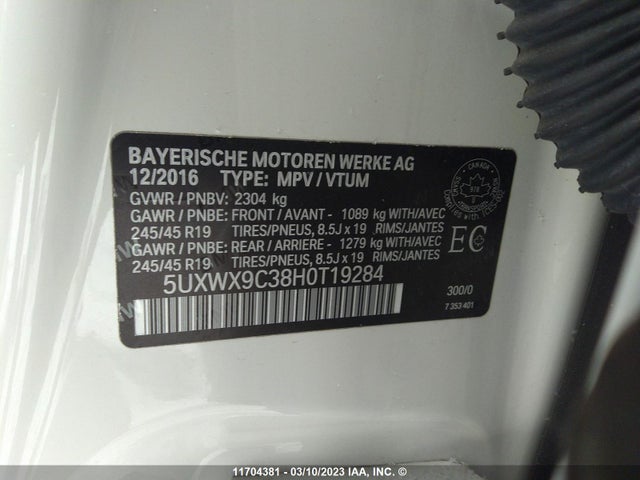 BAYERISCHE MOTOREN WERKE AG
12/2016 TYPE: MPV / VTUM
GVWR / PNBV: 2304 kg
GAWR / PNBE: FRONT / AVANT - 1089 kg WITH/AVEC
245/45 R19 TIRES/PNEUS, 8.5J x 19 RIMS/JANTES
GAWR / PNBE: REAR / ARRIERE - 1279 kg WITH/AVEC
245/45 R19 TIRES/PNEUS, 8.5J x 19 RIMS/JANTES
CANADA
EC
5UXWX9C38H0T19284
300/0
7 353 401
11704381 - 03/10/2023 IAA, INC. ©